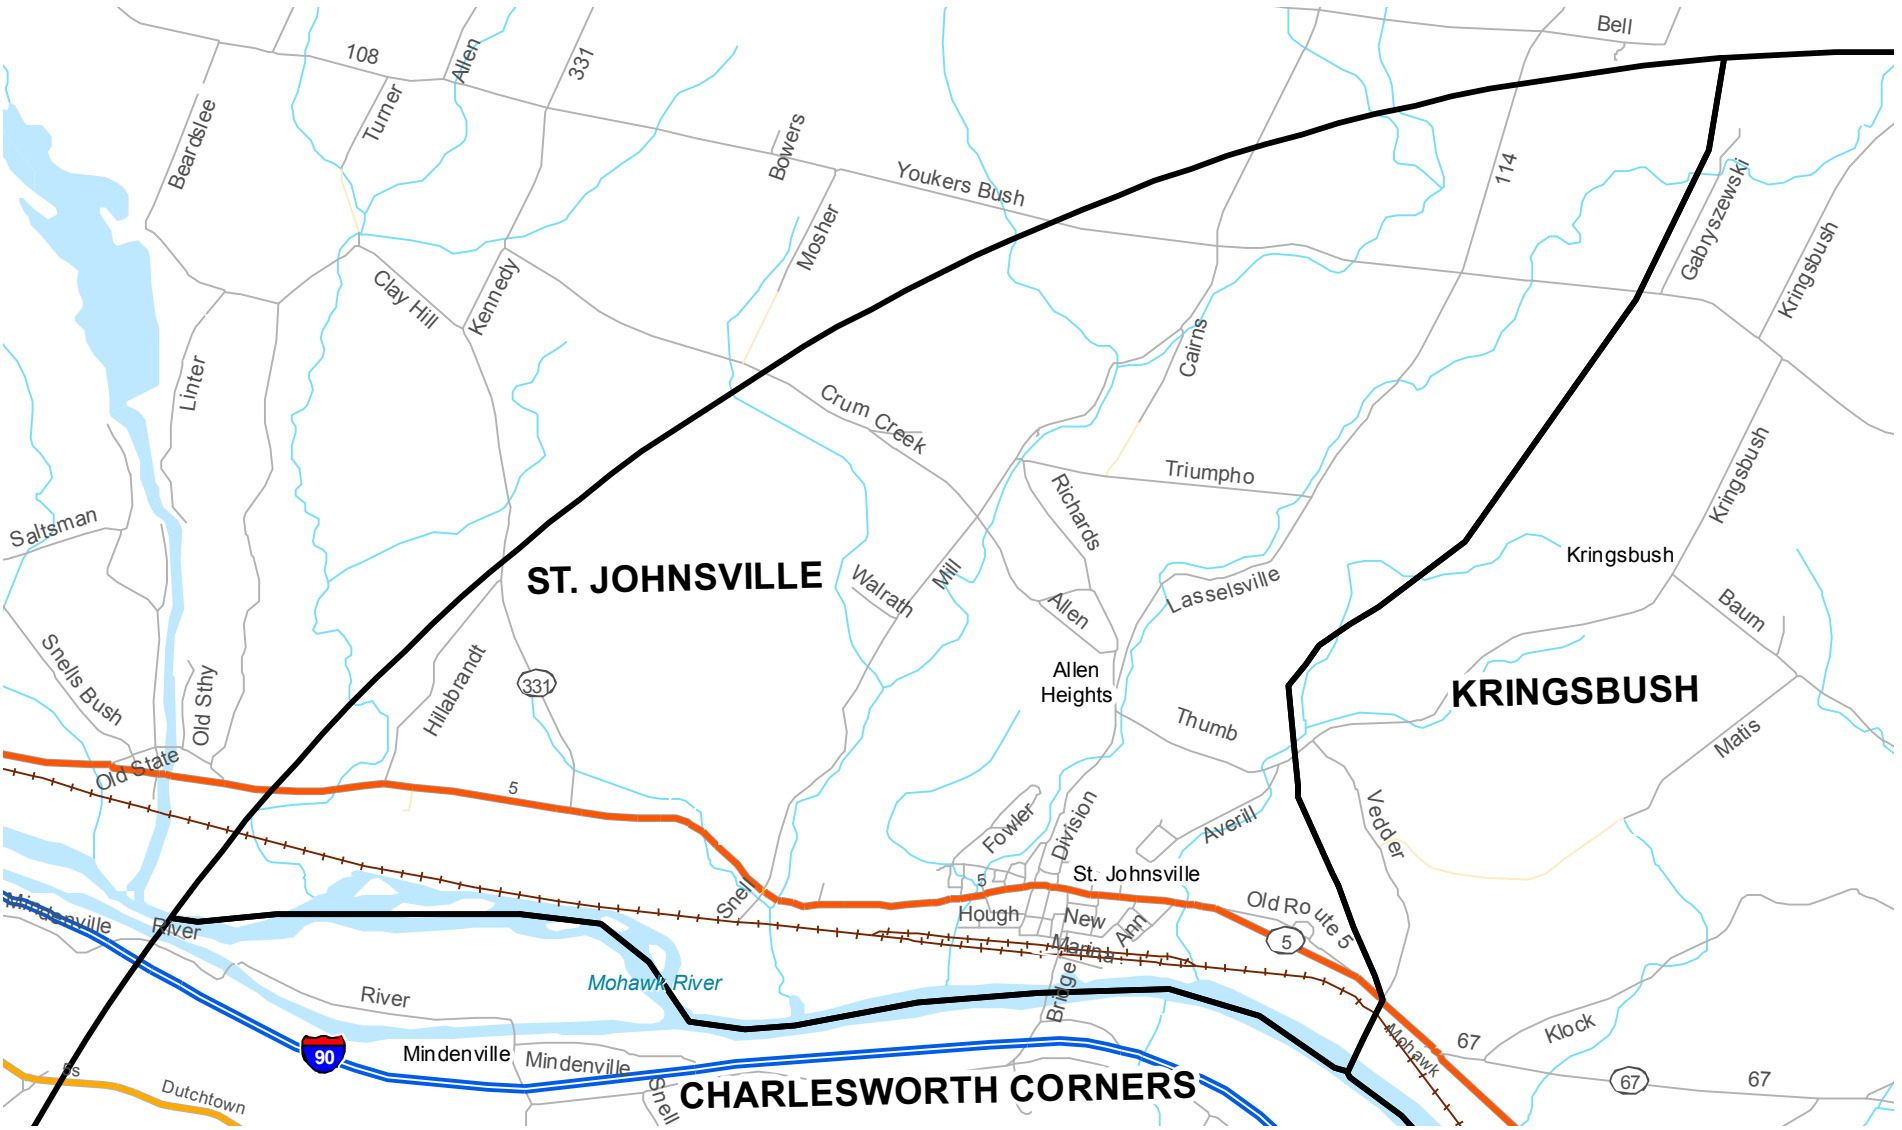 Bell
108
Allen
331
Turner
Beardslee
Bowers
Youkers Bush
114
Mosher
Gabryszewski
Kringsbush
Clay Hill
Kennedy
Cairns
Linter
Crum Creek
Triumpho
Kringsbush
Richards
Saltsman
Kringsbush
ST. JOHNSVILLE
Walrath
Mill
Allen
Lasselsville
Baum
Snells Bush
Old Sthy
Hillabrandt
331
Allen
Heights
KRINGSBUSH
Thumb
Matis
Old State
5
Fowler
Division
Averill
Vedder
St. Johnsville
5
Snell
Hough
New
Ann
Old Route 5
5
Mindenville
River
Marina
Mohawk River
River
Bridge
Mohawk
67
Klock
90
Mindenville
Mindenville
Snell
CHARLESWORTH CORNERS
5s
Dutchtown
67
67